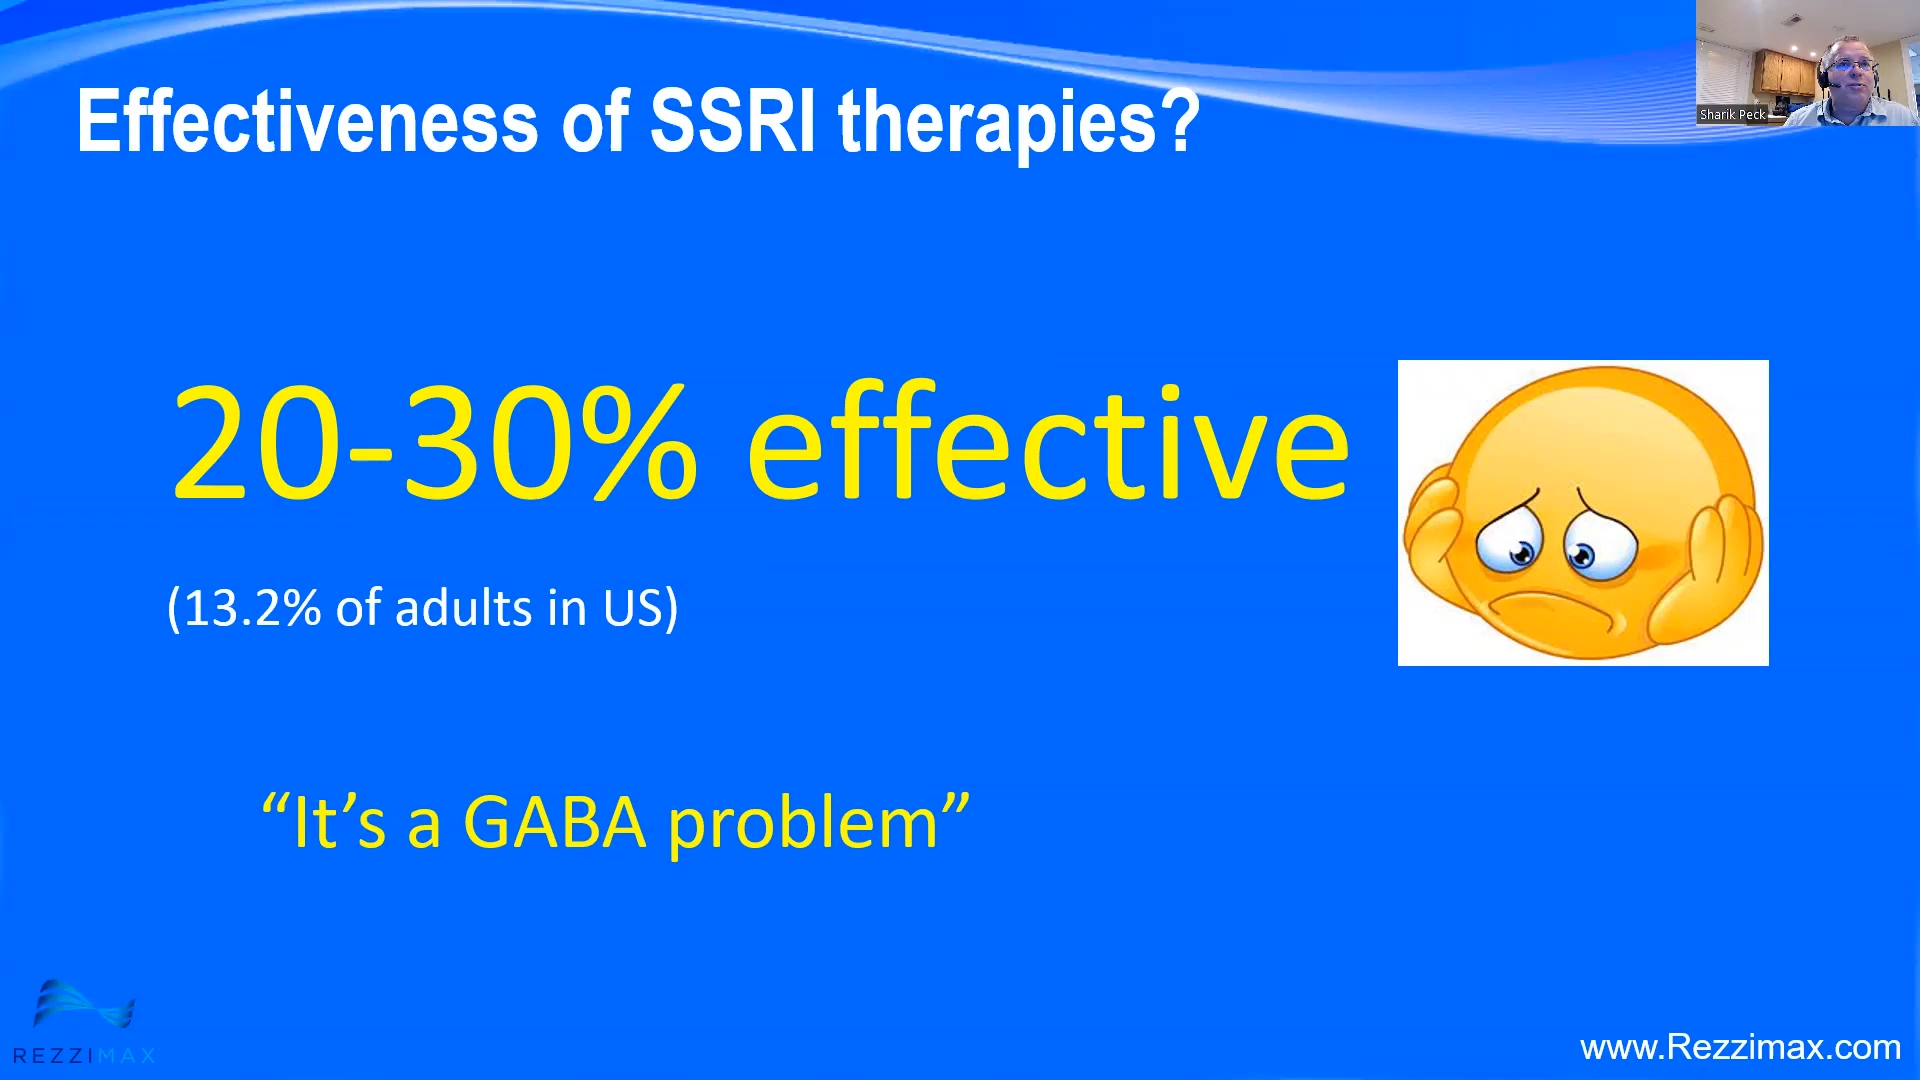 Effectiveness of SSRI therapies?
Sharik Peck
20-30% effective
(13.2% of adults in US)
“It’s a GABA problem”
REZZIMAX
www.Rezzimax.com